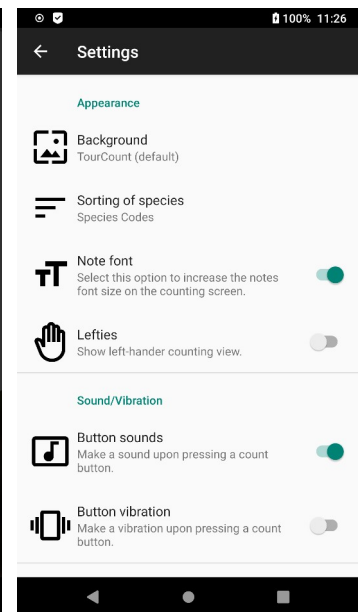 100% 11:26
Settings
Appearance
Background
TourCount (default)
Sorting of species
Species Codes
Note font
Select this option to increase the notes
font size on the counting screen.
Lefties
Show left-hander counting view.
Sound/Vibration
Button sounds
Make a sound upon pressing a count
button.
Button vibration
Make a vibration upon pressing a count
button.